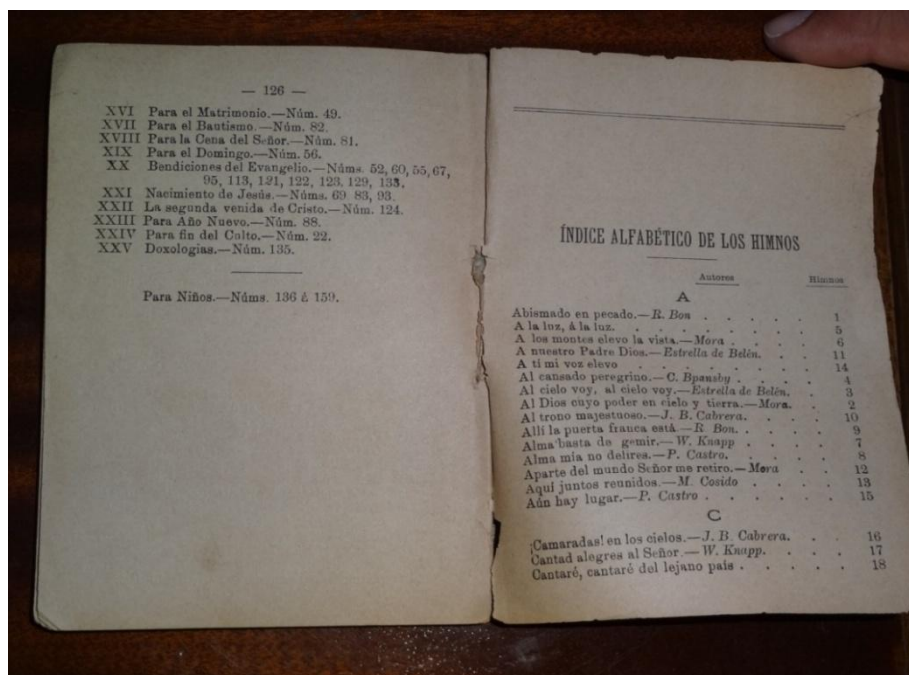 — 126 —
XVI Para el Matrimonio.—Núm. 49.
XVII Para el Bautismo.—Núm. 82.
XVIII Para la Cena del Señor.—Núm. 81.
XIX Para el Domingo.—Núm. 56.
XX Bendiciones del Evangelio.—Núms. 52, 60, 55, 67,
95, 113, 121, 122, 123, 129, 133.
XXI Nacimiento de Jesús.—Núms. 69 83, 93.
XXII La segunda venida de Cristo.—Núm. 124.
XXIII Para Año Nuevo.—Núm. 88.
XXIV Para fin del Culto.—Núm. 22.
XXV Doxologias.—Núm. 135.
Para Niños.—Núms. 136 á 159.
ÍNDICE ALFABÉTICO DE LOS HIMNOS
Autores Himnos
A
Abismado en pecado.—R. Bon . . . . . 1
A la luz, á la luz. . . . . . . . . 5
A los montes elevo la vista.—Mora . . . . 6
A nuestro Padre Dios.—Estrella de Belén. . . . 11
A tí mi voz elevo . . . . . . . . 14
Al cansado peregrino.—C. Bpansby . . . . 4
Al cielo voy, al cielo voy.—Estrella de Belén. . . 3
Al Dios cuyo poder en cielo y tierra.—Mora. . . 2
Al trono majestuoso.—J. B. Cabrera. . . . . 10
Allí la puerta franca está.—R. Bon. . . . . 9
Alma basta de gemir.—W. Knapp . . . . . 7
Alma mía no delires.—P. Castro. . . . . . 8
Aparte del mundo Señor me retiro.—Mora . . . 12
Aquí juntos reunidos.—M. Cosido . . . . . 13
Aún hay lugar.—P. Castro . . . . . . 15
C
¡Camaradas! en los cielos.—J. B. Cabrera. . . 16
Cantad alegres al Señor.—W. Knapp. . . . 17
Cantaré, cantaré del lejano país . . . . . 18